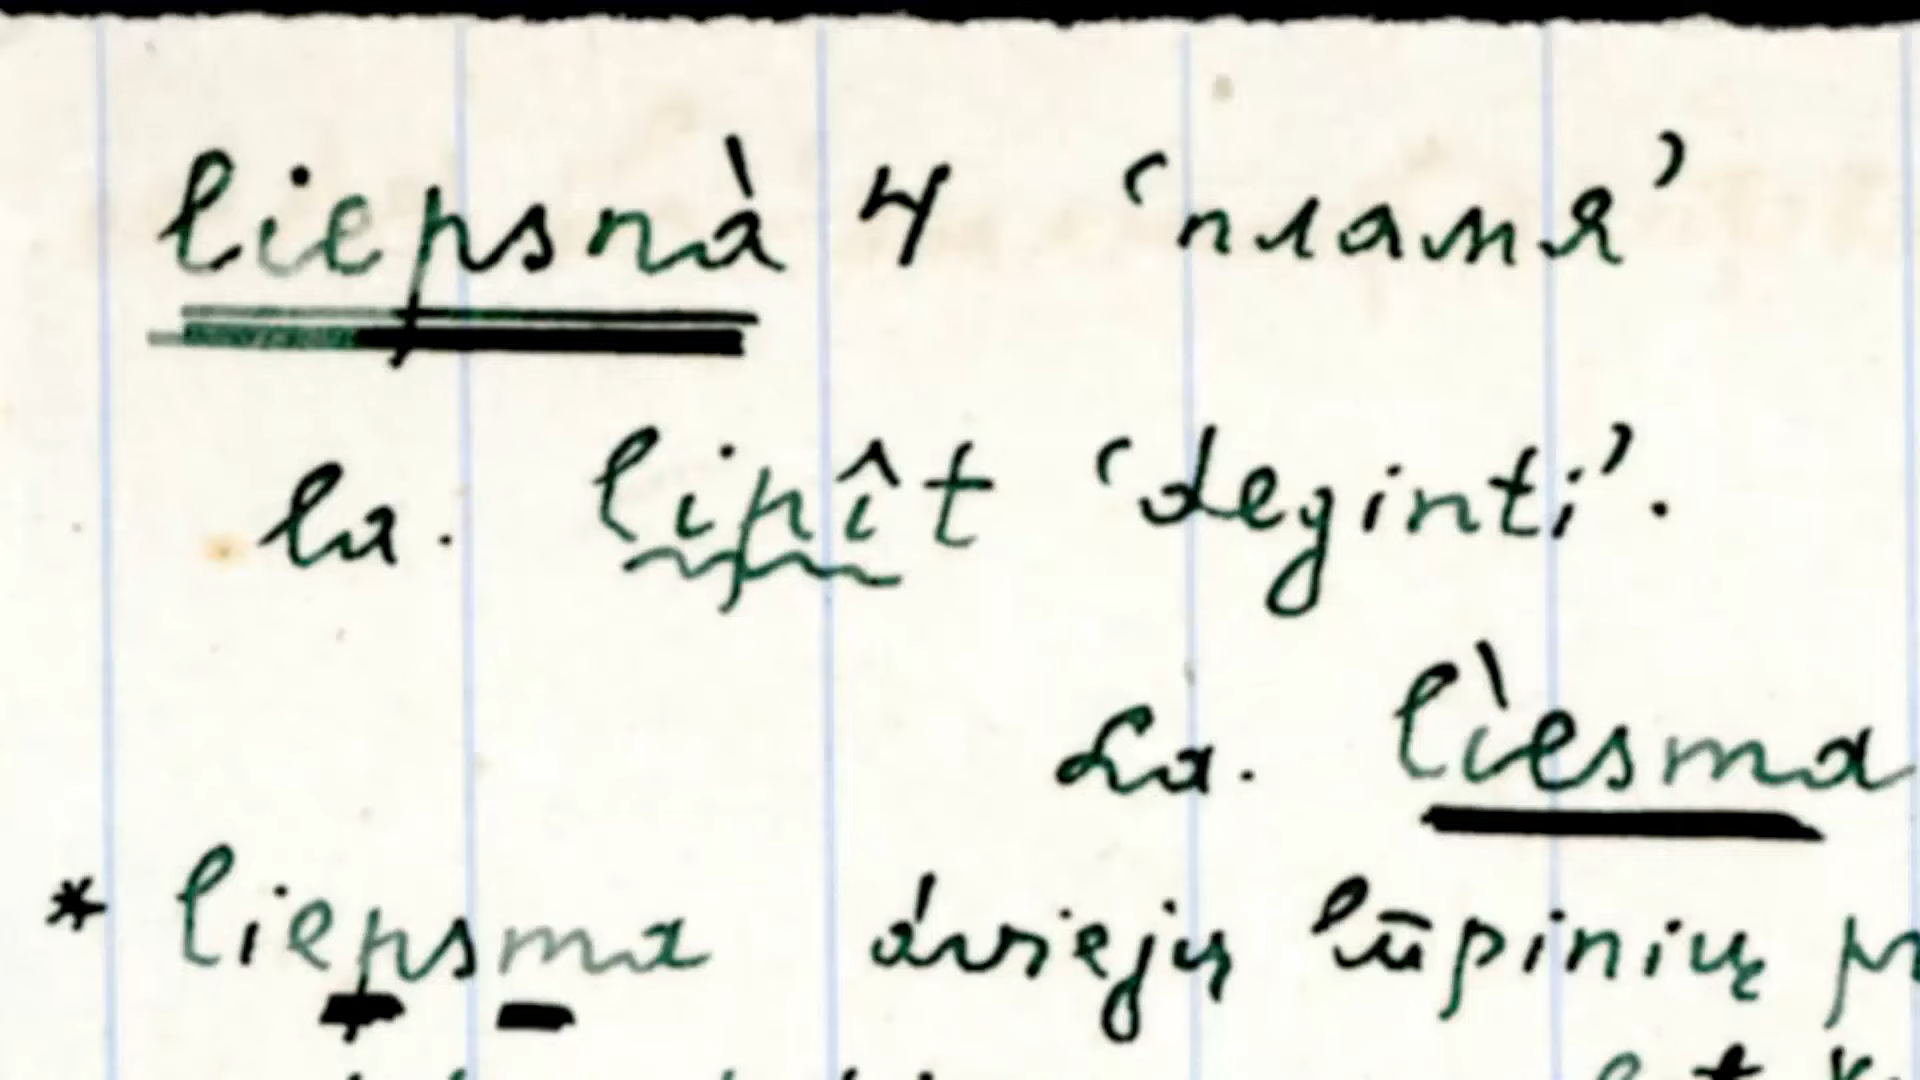 liepsnà 4 ‘пламя’
la. lipît ‘deginti’.
La. lìesma
* liepsma dviejų lūpinių